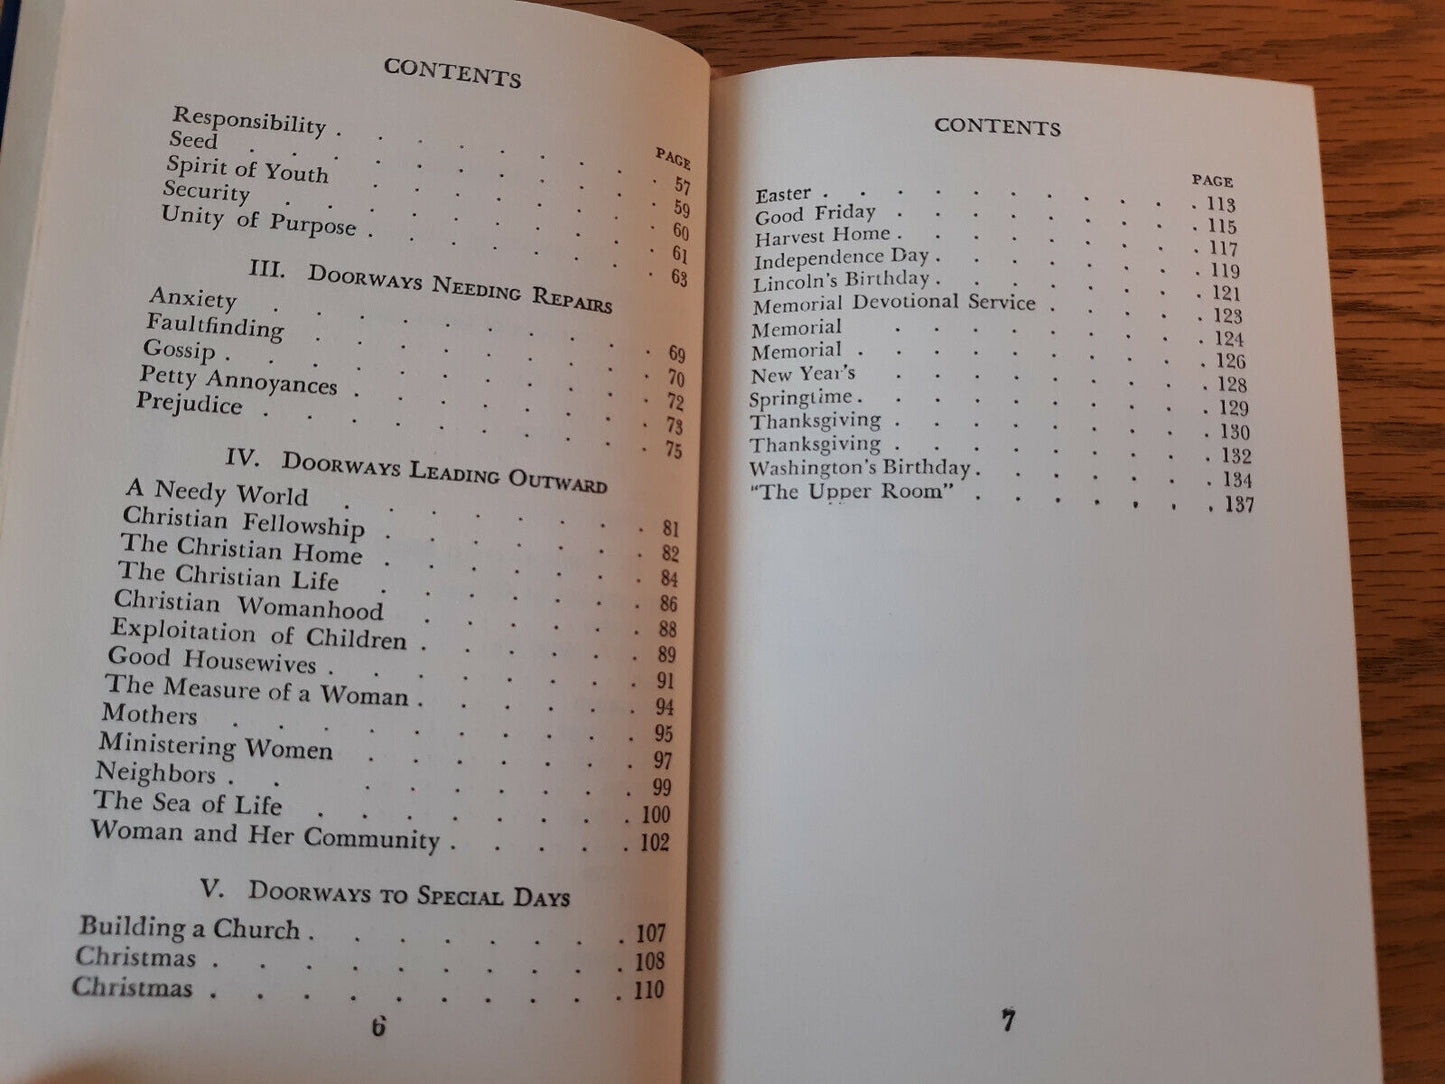 CONTENTS
PAGE
Responsibility . . . . . . . . 57
Seed . . . . . . . . . . 59
Spirit of Youth . . . . . . . 60
Security . . . . . . . . . 61
Unity of Purpose . . . . . . . 63
III. DOORWAYS NEEDING REPAIRS
Anxiety . . . . . . . . . 69
Faultfinding . . . . . . . . 70
Gossip . . . . . . . . . . 72
Petty Annoyances . . . . . . . 73
Prejudice . . . . . . . . . 75
IV. DOORWAYS LEADING OUTWARD
A Needy World . . . . . . . 81
Christian Fellowship . . . . . . 82
The Christian Home . . . . . . 84
The Christian Life . . . . . . 86
Christian Womanhood . . . . . 88
Exploitation of Children . . . . . 89
Good Housewives . . . . . . . 91
The Measure of a Woman . . . . . 94
Mothers . . . . . . . . . 95
Ministering Women . . . . . . 97
Neighbors . . . . . . . . 99
The Sea of Life . . . . . . . 100
Woman and Her Community . . . . . 102
V. DOORWAYS TO SPECIAL DAYS
Building a Church . . . . . . . 107
Christmas . . . . . . . . . 108
Christmas . . . . . . . . . 110
6
CONTENTS
PAGE
Easter . . . . . . . . . . 113
Good Friday . . . . . . . . 115
Harvest Home . . . . . . . . 117
Independence Day . . . . . . . 119
Lincoln's Birthday . . . . . . . 121
Memorial Devotional Service . . . . . 123
Memorial . . . . . . . . 124
Memorial . . . . . . . . . 126
New Year's . . . . . . . . 128
Springtime . . . . . . . . . 129
Thanksgiving . . . . . . . . 130
Thanksgiving . . . . . . . . 132
Washington's Birthday . . . . . . 134
"The Upper Room" . . . . . . 137
7